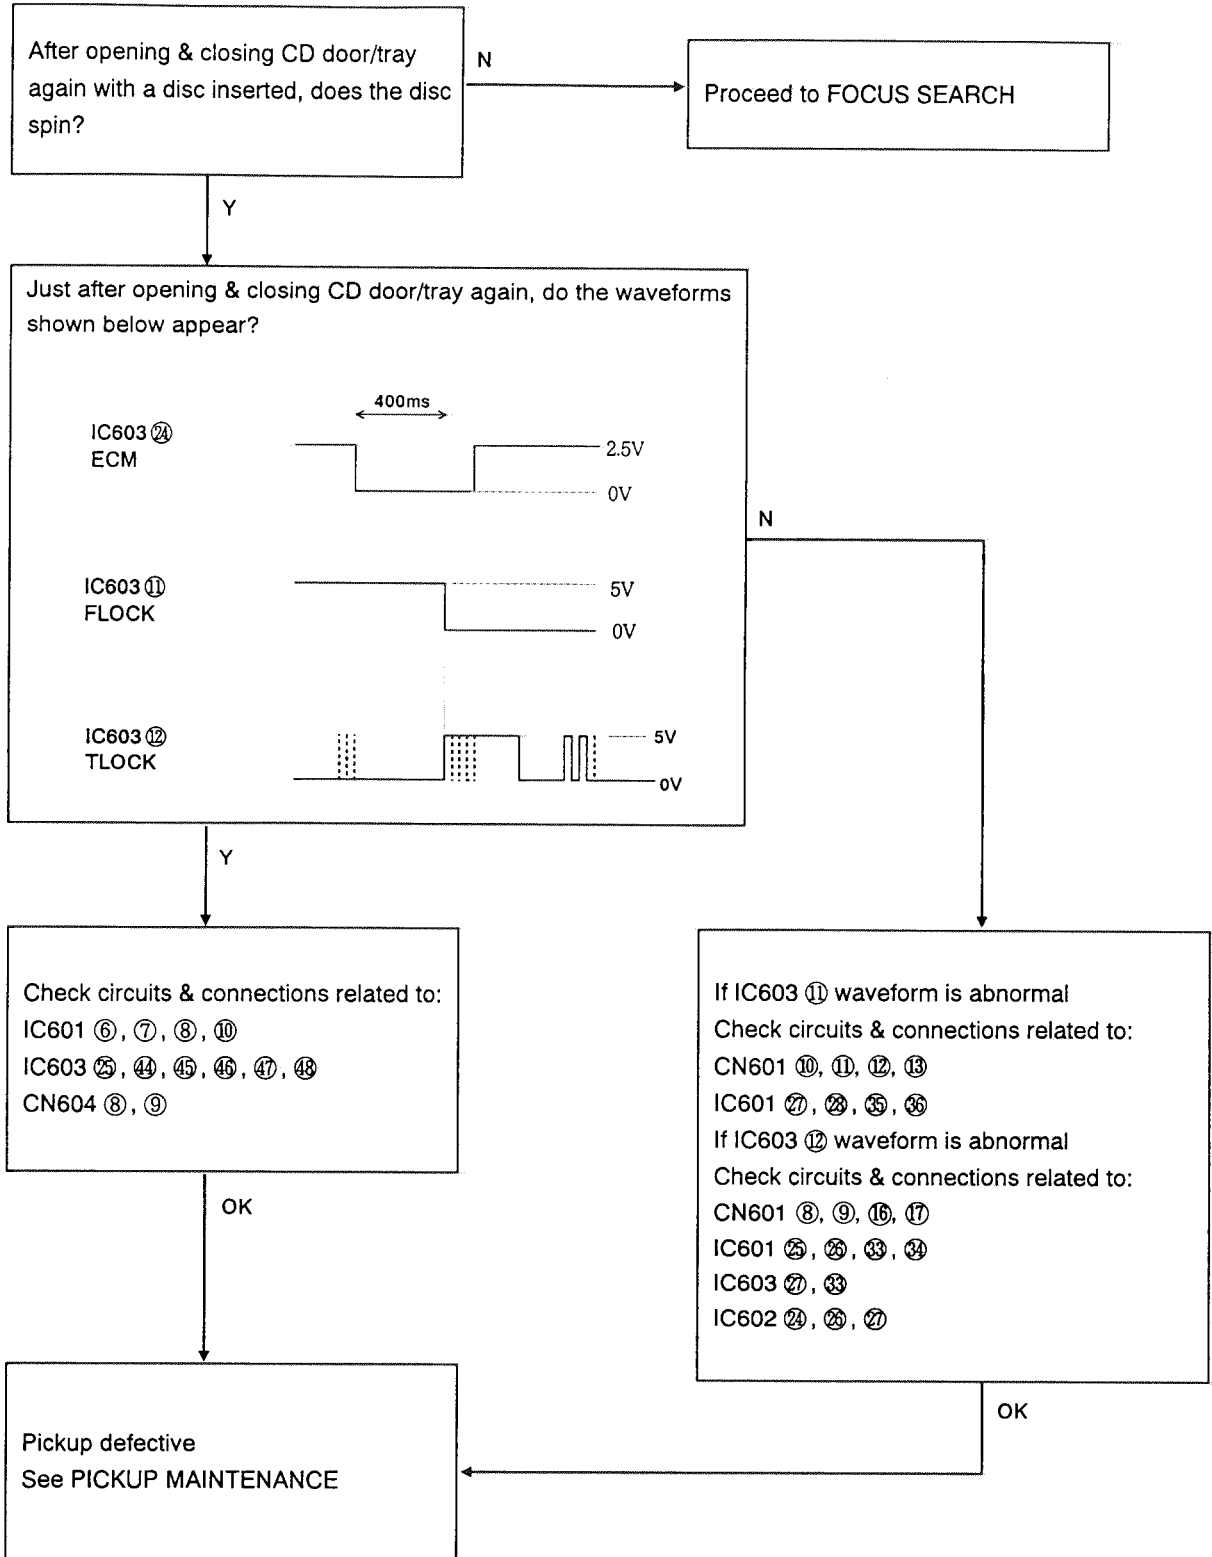 After opening & closing CD door/tray
again with a disc inserted, does the disc
spin?
N
Proceed to FOCUS SEARCH
Y
Just after opening & closing CD door/tray again, do the waveforms
shown below appear?
400ms
IC603 ㉔
ECM
2.5V
0V
N
IC603 ⑪
FLOCK
5V
0V
IC603 ⑫
TLOCK
5V
0V
Y
Check circuits & connections related to:
IC601 ⑥, ⑦, ⑧, ⑩
IC603 ㉕, ㊹, ㊺, ㊻, ㊼, ㊽
CN604 ⑧, ⑨
If IC603 ⑪ waveform is abnormal
Check circuits & connections related to:
CN601 ⑩, ⑪, ⑫, ⑬
IC601 ㉗, ㉘, ㉟, ㊱
If IC603 ⑫ waveform is abnormal
Check circuits & connections related to:
CN601 ⑧, ⑨, ⑯, ⑰
IC601 ㉕, ㉖, ㉝, ㉞
IC603 ㉗, ㉝
IC602 ㉔, ㉖, ㉗
OK
OK
Pickup defective
See PICKUP MAINTENANCE